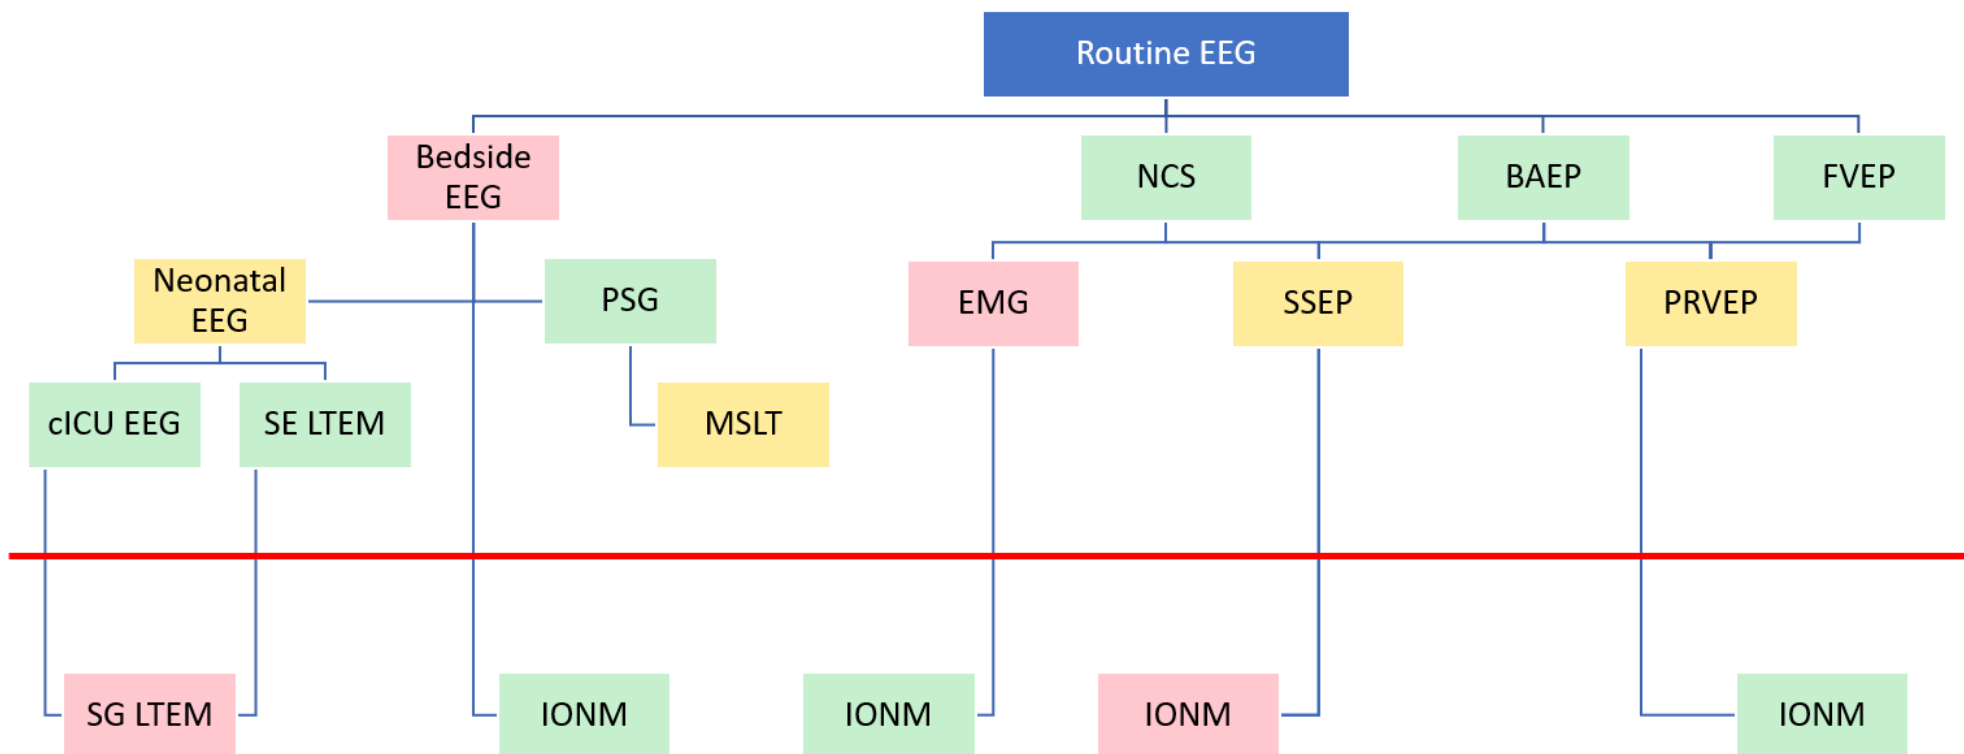 Routine EEG
Bedside
EEG
NCS
BAEP
FVEP
Neonatal
EEG
PSG
EMG
SSEP
PRVEP
cICU EEG
SE LTEM
MSLT
SG LTEM
IONM
IONM
IONM
IONM